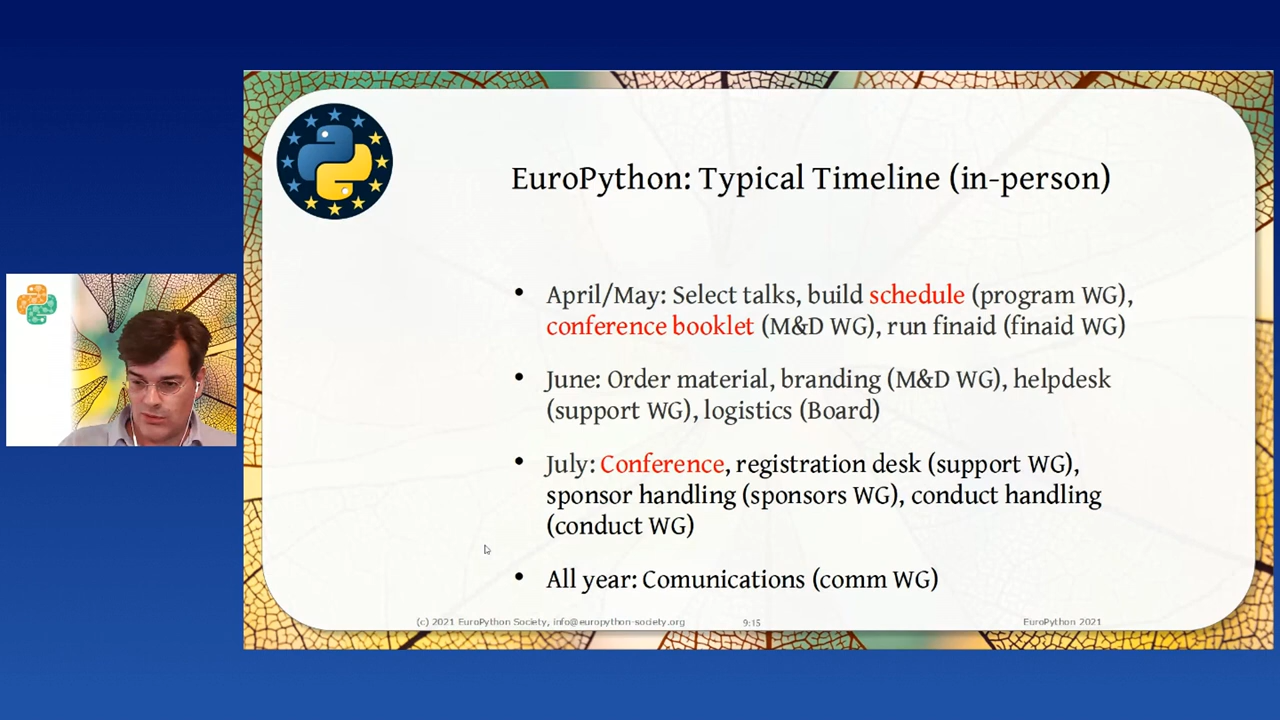 EuroPython: Typical Timeline (in-person)
• April/May: Select talks, build schedule (program WG),
conference booklet (M&D WG), run finaid (finaid WG)
• June: Order material, branding (M&D WG), helpdesk
(support WG), logistics (Board)
• July: Conference, registration desk (support WG),
sponsor handling (sponsors WG), conduct handling
(conduct WG)
• All year: Comunications (comm WG)
(c) 2021 EuroPython Society, info@europython-society.org
9:15
EuroPython 2021